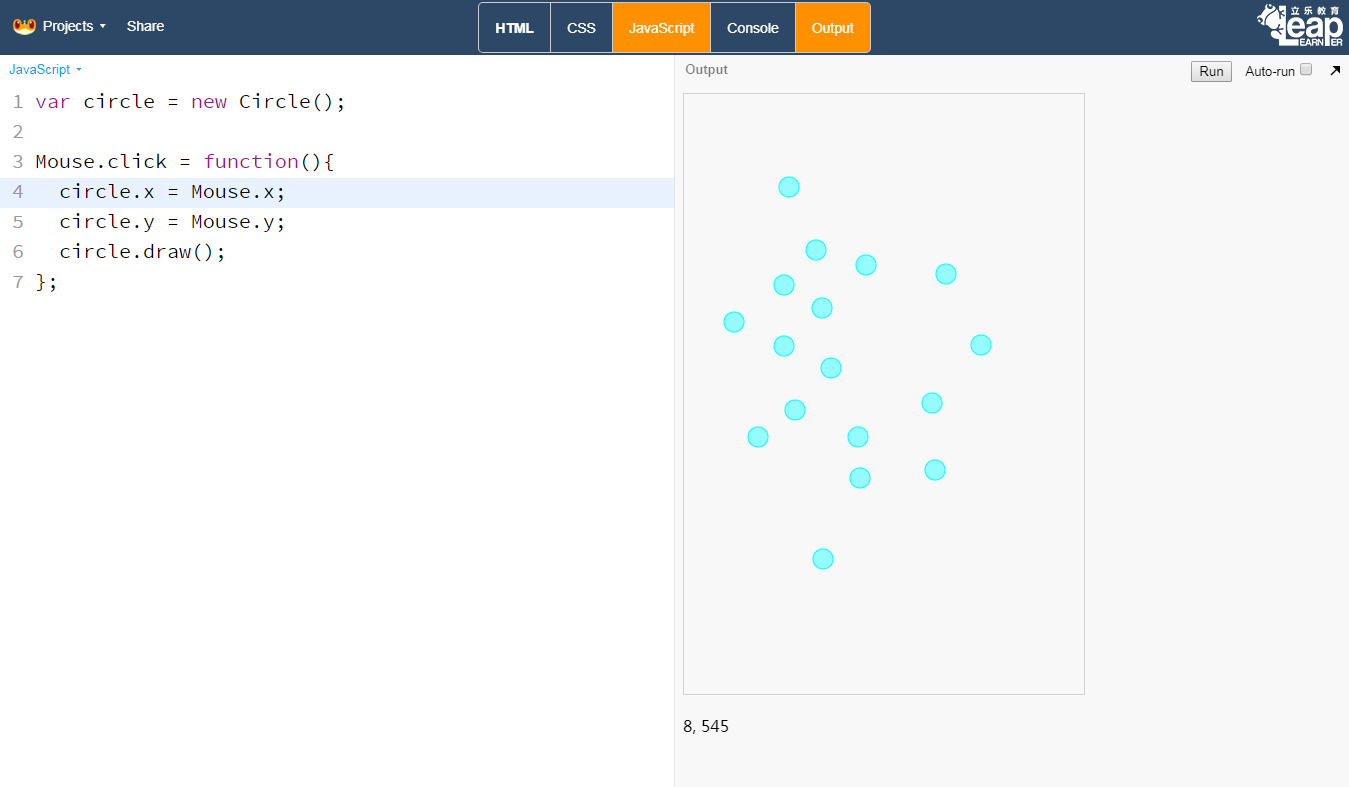 Projects Share HTML CSS JavaScript Console Output 立乐教育
Leap
LEARNER
JavaScript Output Run Auto-run
1 var circle = new Circle();
2
3 Mouse.click = function(){
4   circle.x = Mouse.x;
5   circle.y = Mouse.y;
6   circle.draw();
7 };
8, 545